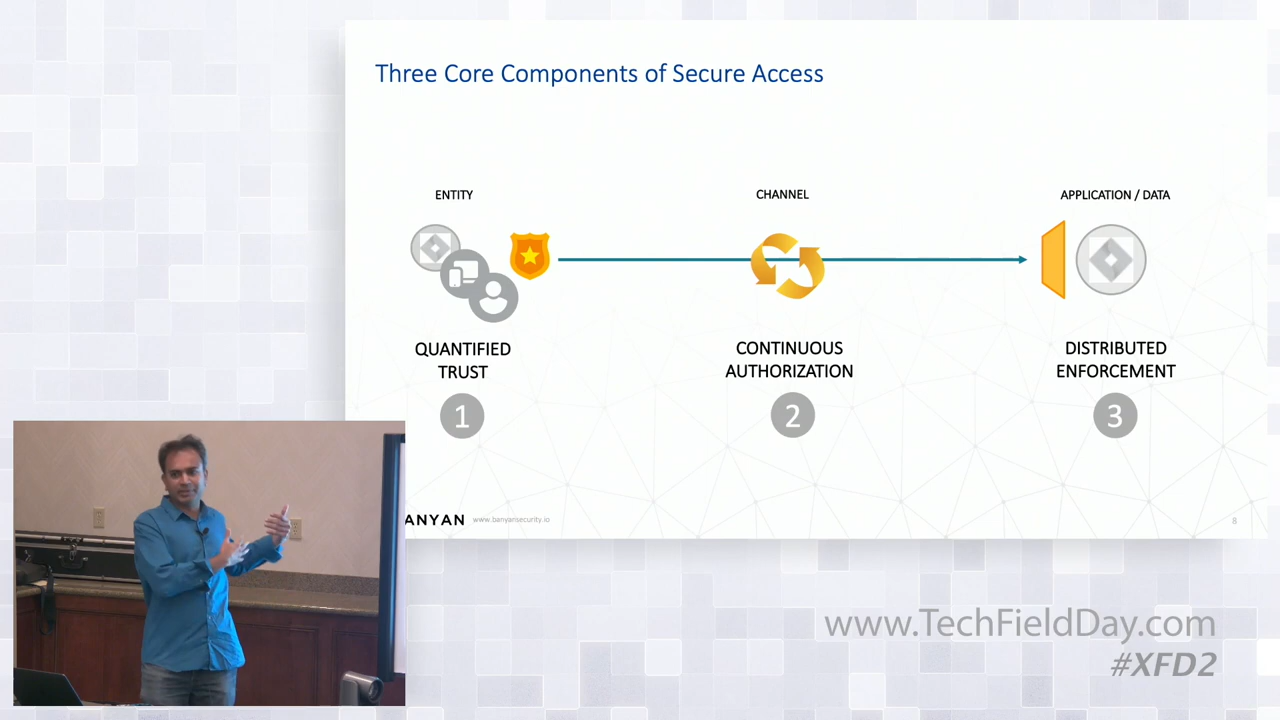 Three Core Components of Secure Access
ENTITY
CHANNEL
APPLICATION / DATA
QUANTIFIED
TRUST
CONTINUOUS
AUTHORIZATION
DISTRIBUTED
ENFORCEMENT
1
2
3
ANYAN www.banyansecurity.io
8
www.TechFieldDay.com
#XFD2